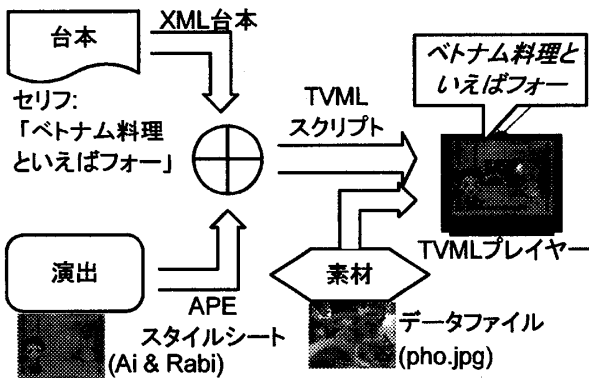 台本
XML台本
セリフ:
「ベトナム料理
といえばフォー」
TVML
スクリプト
ベトナム料理と
いえばフォー
TVMLプレイヤー
演出
APE
スタイルシート
(Ai & Rabi)
素材
データファイル
(pho.jpg)